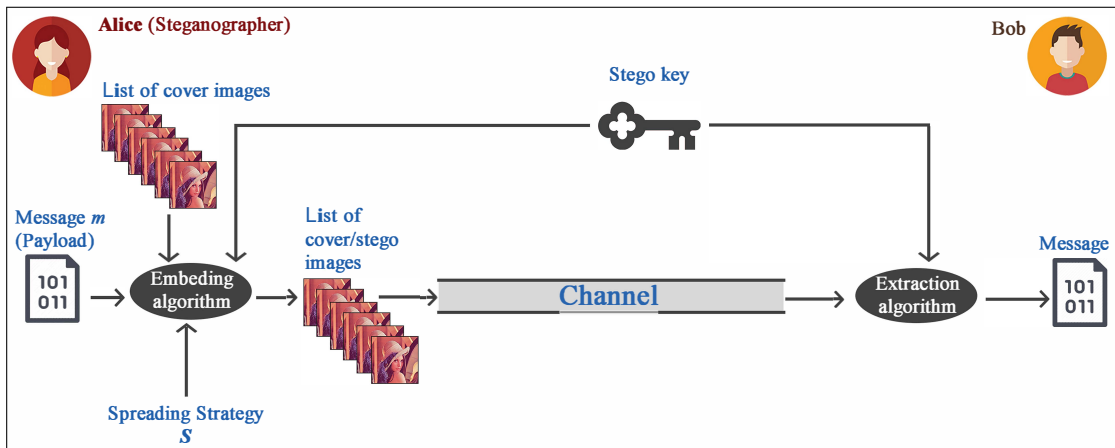 Alice (Steganographer)
Bob
Stego key
List of cover images
Message m
(Payload)
101
011
Embeding
algorithm
List of
cover/stego
images
Channel
Extraction
algorithm
Message
101
011
Spreading Strategy
S